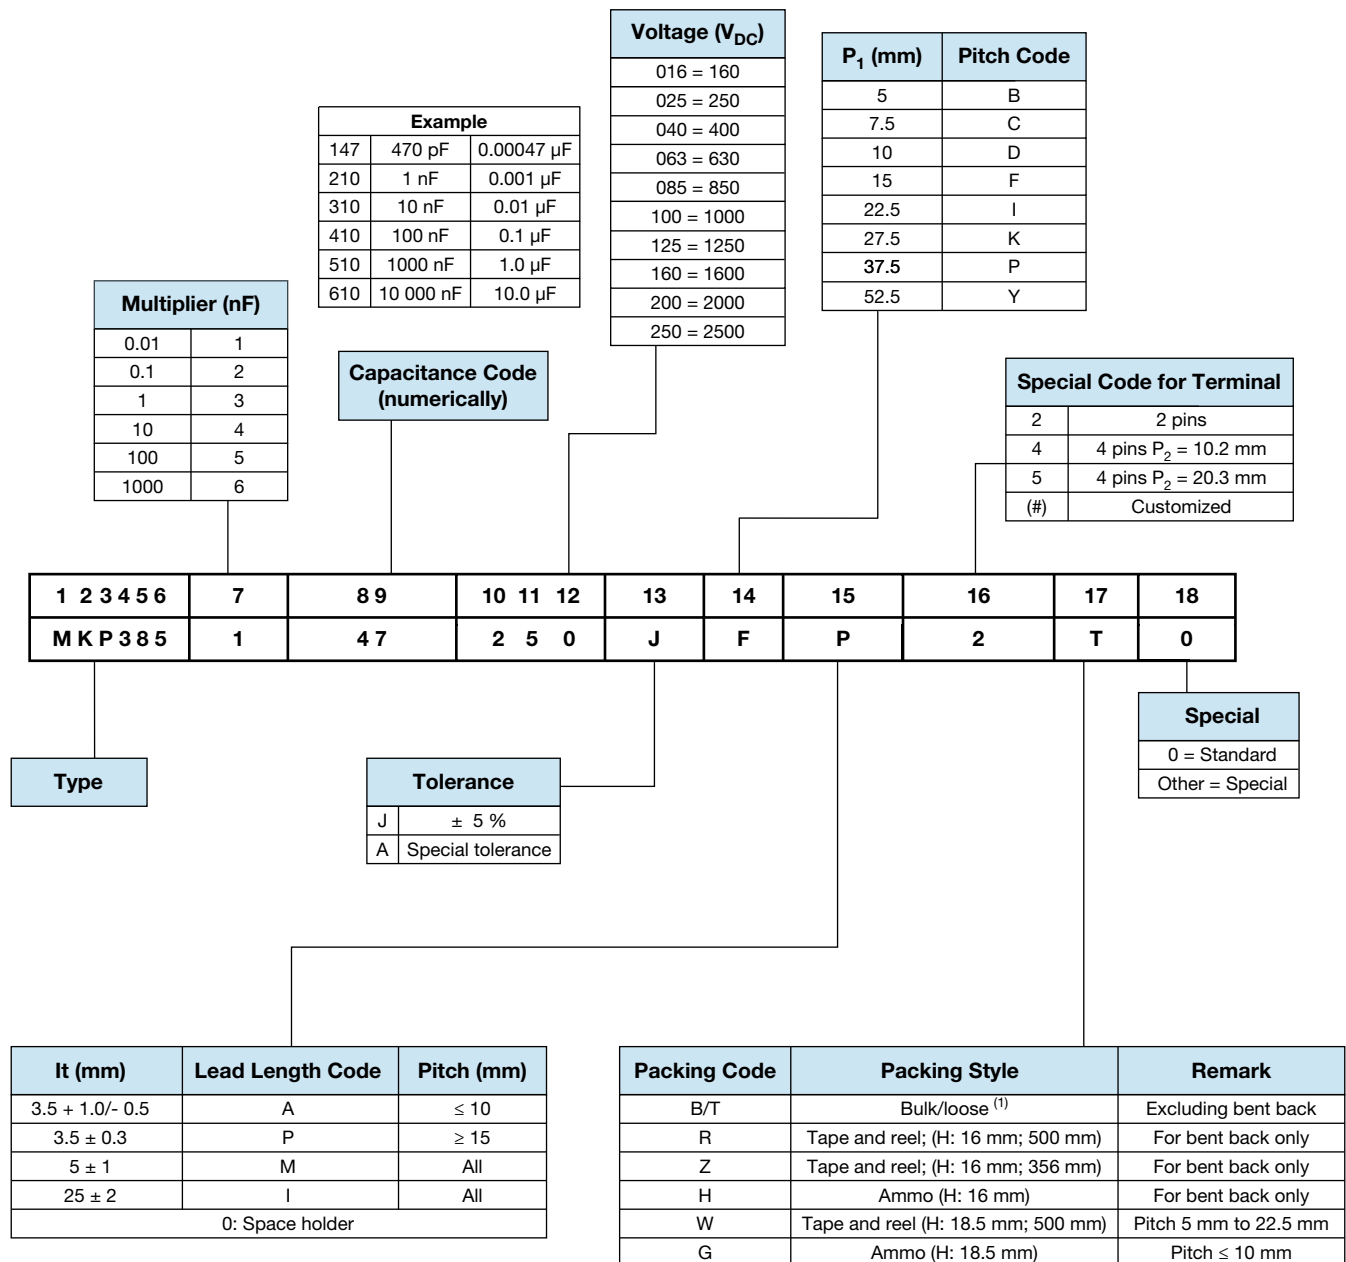 Voltage (VDC)
016 = 160
025 = 250
040 = 400
063 = 630
085 = 850
100 = 1000
125 = 1250
160 = 1600
200 = 2000
250 = 2500
P1 (mm) Pitch Code
5 B
7.5 C
10 D
15 F
22.5 I
27.5 K
37.5 P
52.5 Y
Example
147 470 pF 0.00047 µF
210 1 nF 0.001 µF
310 10 nF 0.01 µF
410 100 nF 0.1 µF
510 1000 nF 1.0 µF
610 10 000 nF 10.0 µF
Multiplier (nF)
0.01 1
0.1 2
1 3
10 4
100 5
1000 6
Capacitance Code
(numerically)
Special Code for Terminal
2 2 pins
4 4 pins P2 = 10.2 mm
5 4 pins P2 = 20.3 mm
(#) Customized
1 2 3 4 5 6 7 8 9 10 11 12 13 14 15 16 17 18
M K P 3 8 5 1 4 7 2 5 0 J F P 2 T 0
Type
Tolerance
J ± 5 %
A Special tolerance
Special
0 = Standard
Other = Special
It (mm) Lead Length Code Pitch (mm)
3.5 + 1.0/- 0.5 A ≤ 10
3.5 ± 0.3 P ≥ 15
5 ± 1 M All
25 ± 2 I All
0: Space holder
Packing Code Packing Style Remark
B/T Bulk/loose (1) Excluding bent back
R Tape and reel; (H: 16 mm; 500 mm) For bent back only
Z Tape and reel; (H: 16 mm; 356 mm) For bent back only
H Ammo (H: 16 mm) For bent back only
W Tape and reel (H: 18.5 mm; 500 mm) Pitch 5 mm to 22.5 mm
G Ammo (H: 18.5 mm) Pitch ≤ 10 mm